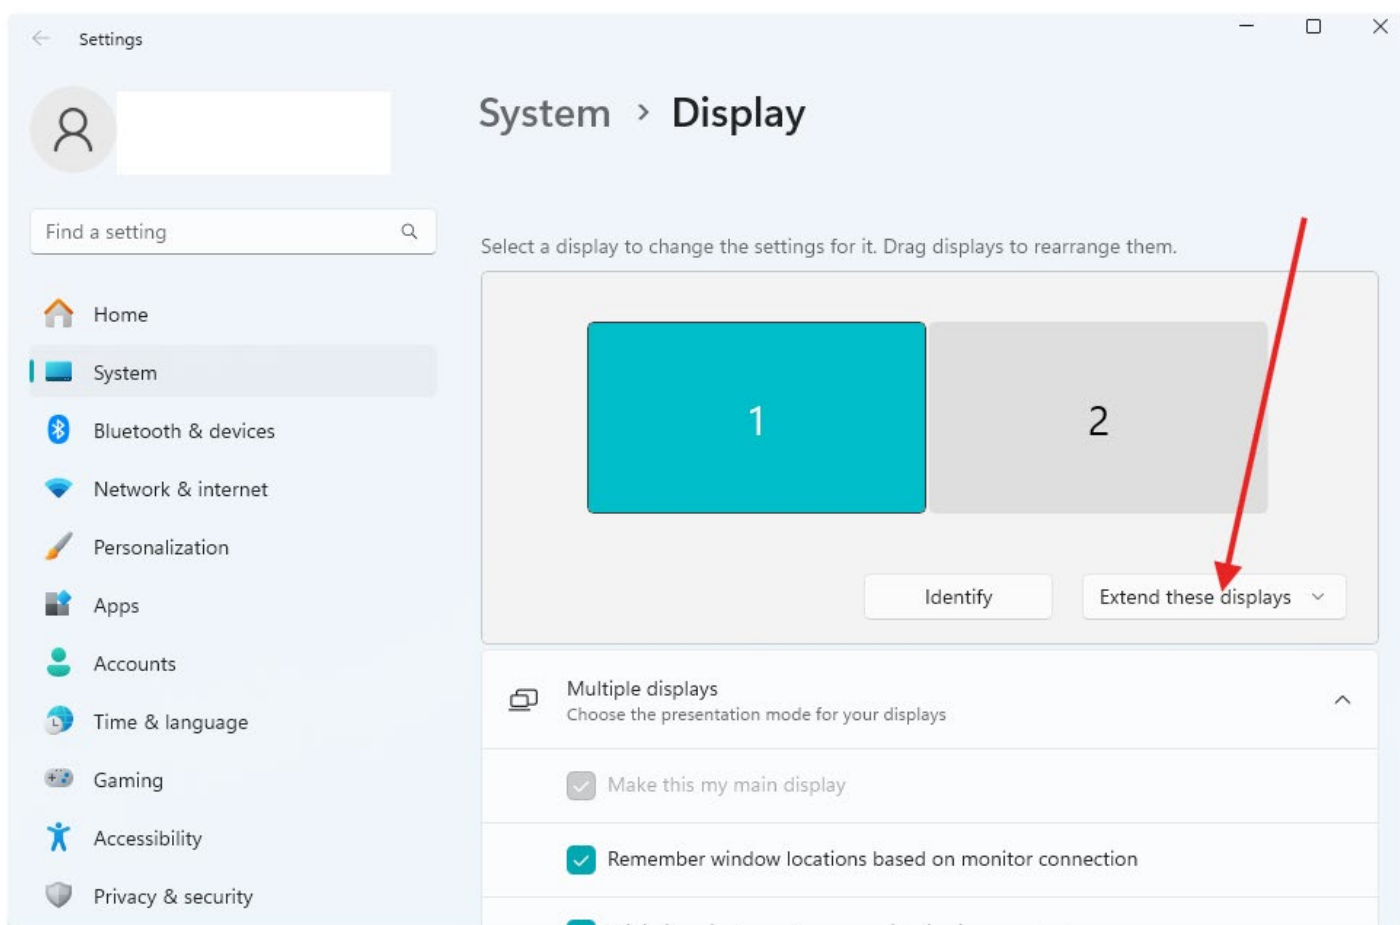 Settings
System > Display
Find a setting
Select a display to change the settings for it. Drag displays to rearrange them.
Home
System
Bluetooth & devices
Network & internet
Personalization
Apps
Accounts
Time & language
Gaming
Accessibility
Privacy & security
1
2
Identify
Extend these displays
Multiple displays
Choose the presentation mode for your displays
Make this my main display
Remember window locations based on monitor connection